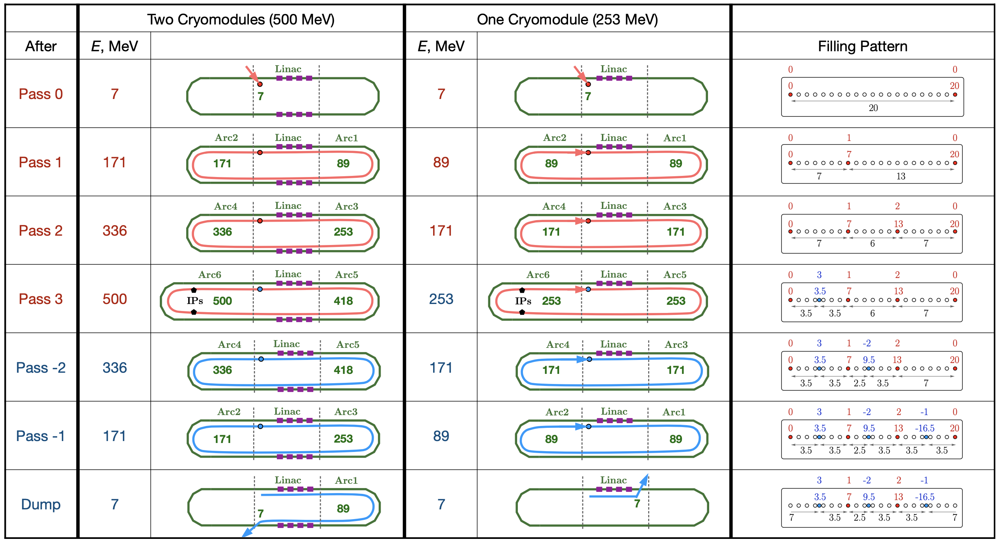 Two Cryomodules (500 MeV) One Cryomodule (253 MeV)
After E, MeV E, MeV Filling Pattern
Pass 0
7
Linac
7
7
Linac
7
0 0
0 20
20
Pass 1
171
Arc2 Linac Arc1
171 89
89
Arc2 Linac Arc1
89 89
0 1 0
0 7 20
7 13
Pass 2
336
Arc4 Linac Arc3
336 253
171
Arc4 Linac Arc3
171 171
0 1 2 0
0 7 13 20
7 6 7
Pass 3
500
Arc6 Linac Arc5
IPs 500 418
253
Arc6 Linac Arc5
IPs 253 253
0 3 1 2 0
0 3.5 7 13 20
3.5 3.5 6 7
Pass -2
336
Arc4 Linac Arc5
336 418
171
Arc4 Linac Arc3
171 171
0 3 1 -2 2 0
0 3.5 7 9.5 13 20
3.5 3.5 2.5 3.5 7
Pass -1
171
Arc2 Linac Arc3
171 253
89
Arc2 Linac Arc1
89 89
0 3 1 -2 2 -1 0
0 3.5 7 9.5 13 -16.5 20
3.5 3.5 2.5 3.5 3.5 3.5
Dump
7
Linac Arc1
7 89
7
Linac
7
3 1 -2 2 -1
3.5 7 9.5 13 -16.5
7 3.5 2.5 3.5 3.5 7